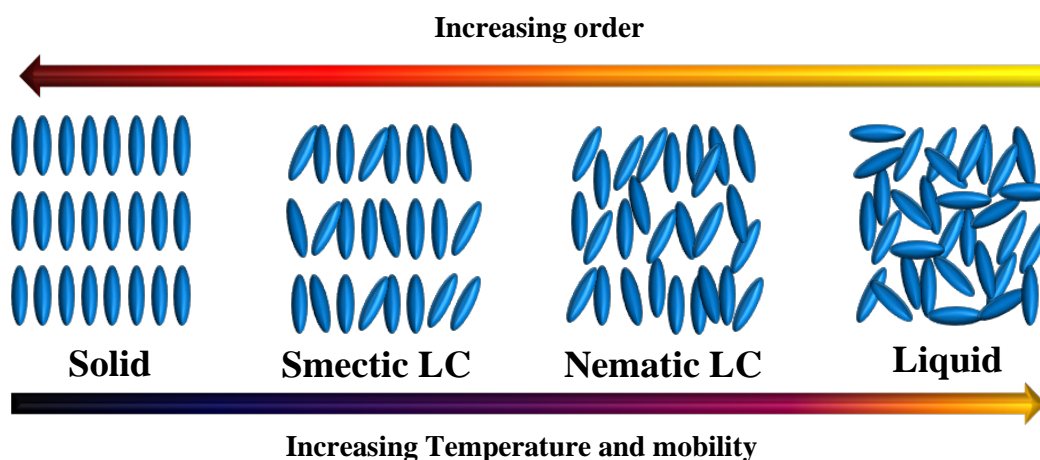 Increasing order
Solid
Smectic LC
Nematic LC
Liquid
Increasing Temperature and mobility